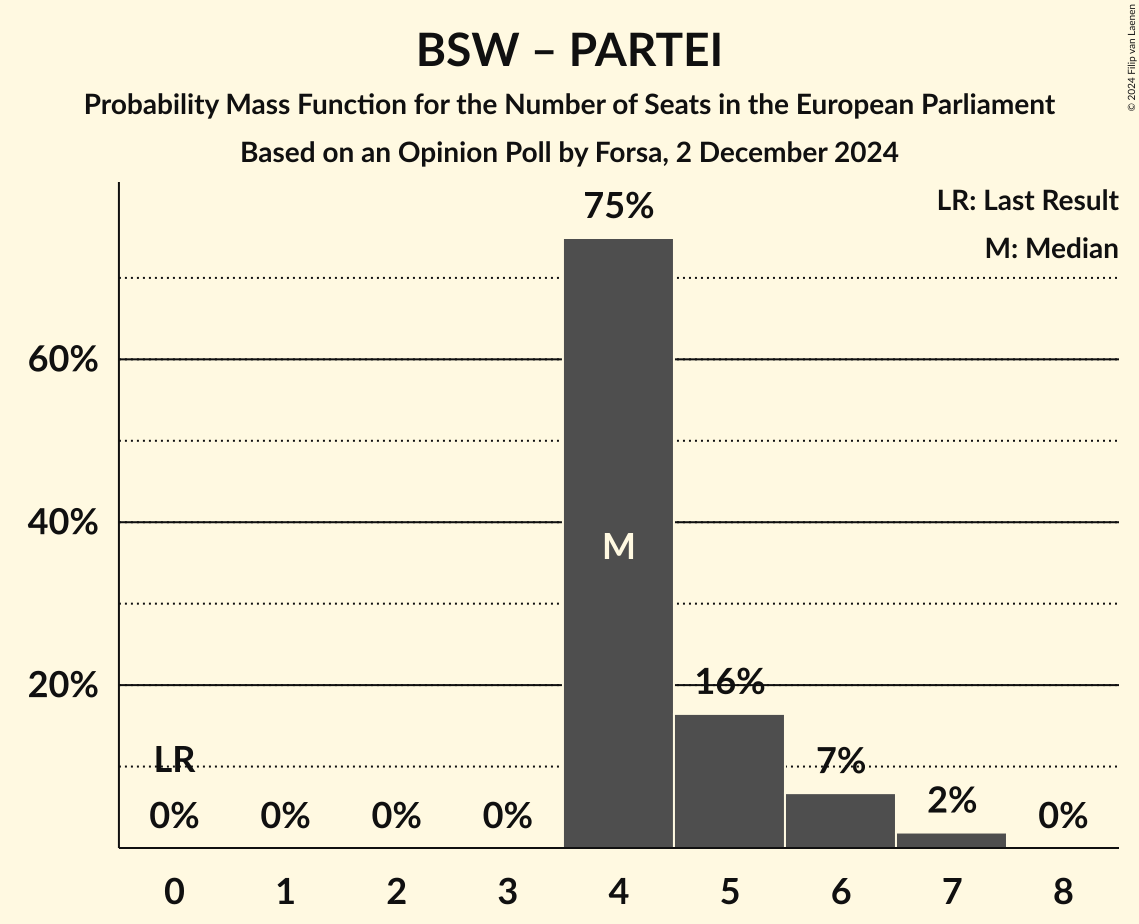 BSW – PARTEI
Probability Mass Function for the Number of Seats in the European Parliament
Based on an Opinion Poll by Forsa, 2 December 2024
© 2024 Filip van Laenen
LR: Last Result
M: Median
75%
60%
40%
M
20%
16%
LR
7%
2%
0%
0%
0%
0%
0%
0
1
2
3
4
5
6
7
8